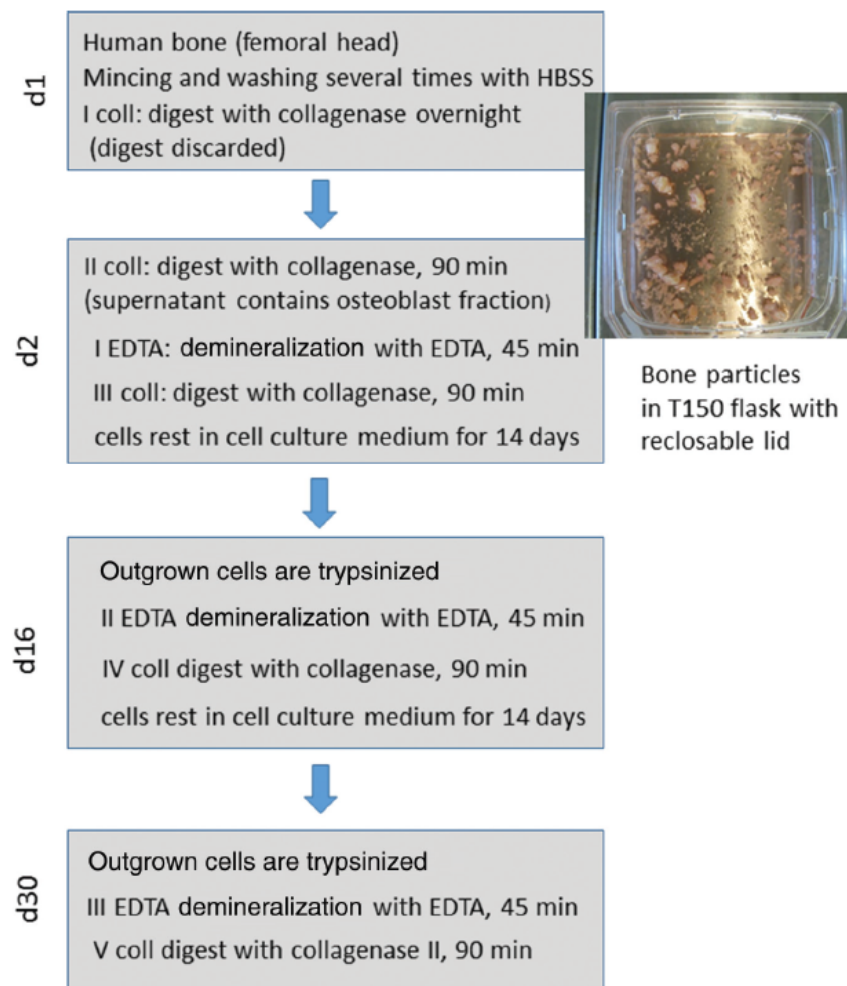 d1
Human bone (femoral head)
Mincing and washing several times with HBSS
I coll: digest with collagenase overnight
(digest discarded)
d2
II coll: digest with collagenase, 90 min
(supernatant contains osteoblast fraction)
I EDTA: demineralization with EDTA, 45 min
III coll: digest with collagenase, 90 min
cells rest in cell culture medium for 14 days
Bone particles
in T150 flask with
reclosable lid
d16
Outgrown cells are trypsinized
II EDTA demineralization with EDTA, 45 min
IV coll digest with collagenase, 90 min
cells rest in cell culture medium for 14 days
d30
Outgrown cells are trypsinized
III EDTA demineralization with EDTA, 45 min
V coll digest with collagenase II, 90 min